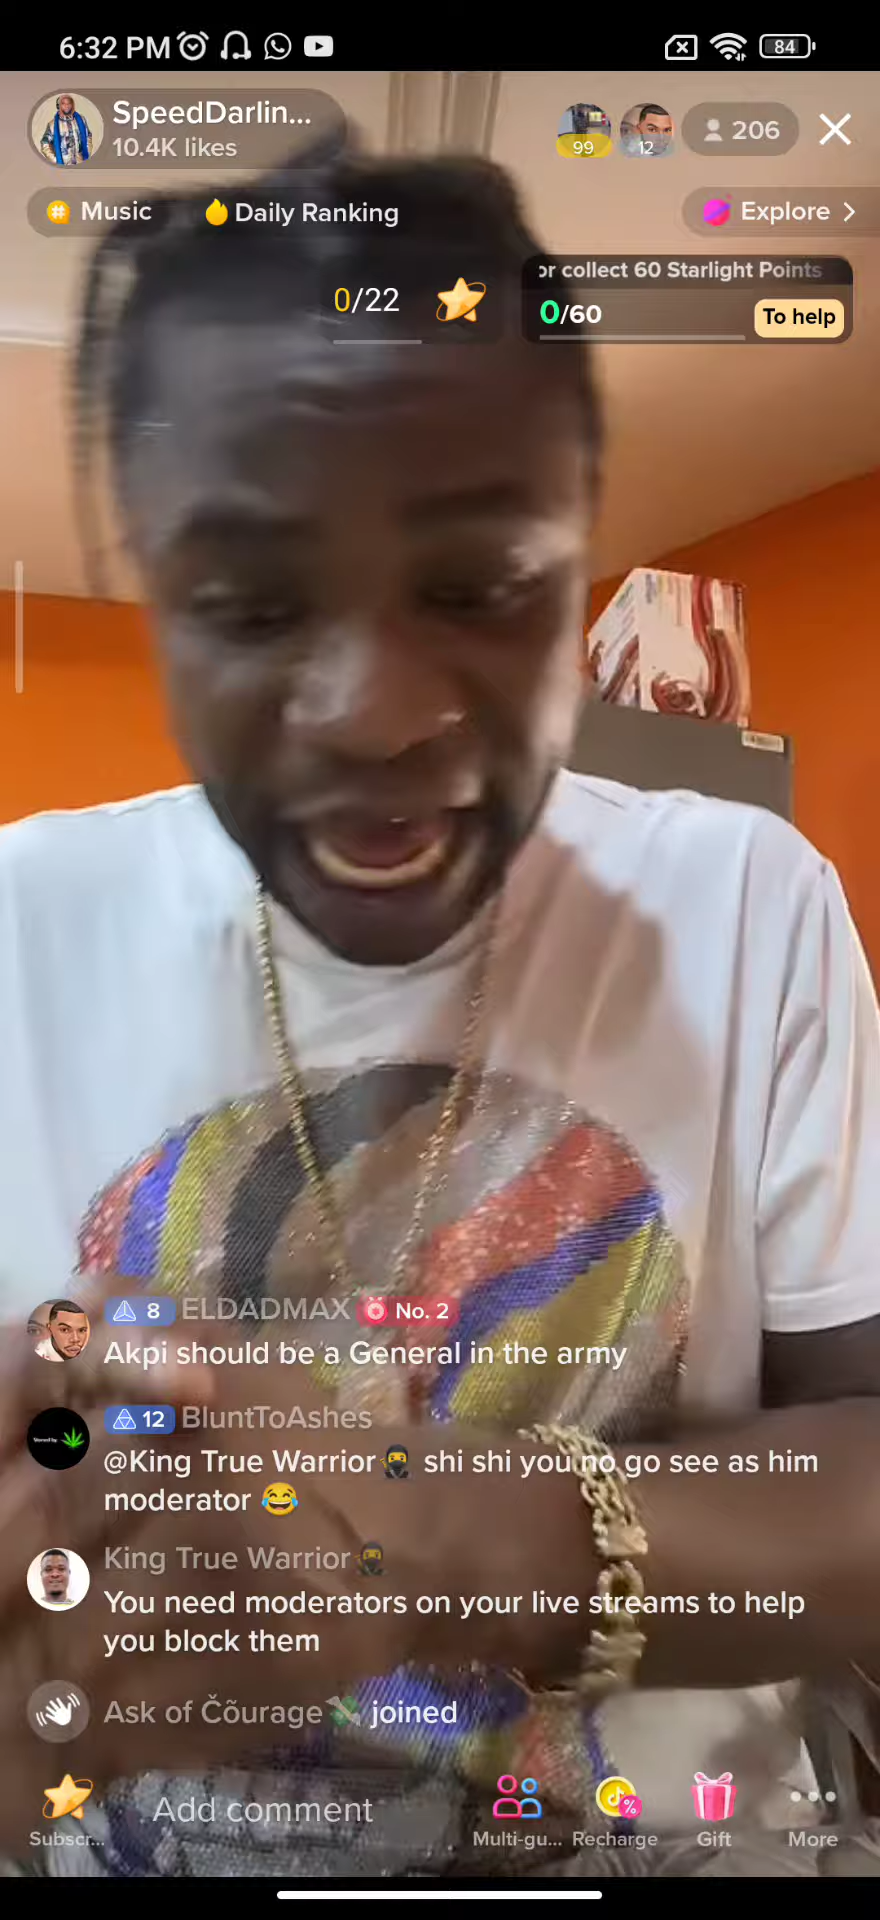 6:32 PM
84
SpeedDarlin...
10.4K likes
99
12
206
Music
Daily Ranking
Explore
0/22
or collect 60 Starlight Points
0/60
To help
8 ELDADMAX No. 2
Akpi should be a General in the army
12 BluntToAshes
@King True Warrior🥷 shi shi you no go see as him
moderator 😂
King True Warrior🥷
You need moderators on your live streams to help
you block them
Ask of Čõurage💸 joined
Add comment
Subscr...
Multi-gu...
Recharge
Gift
More